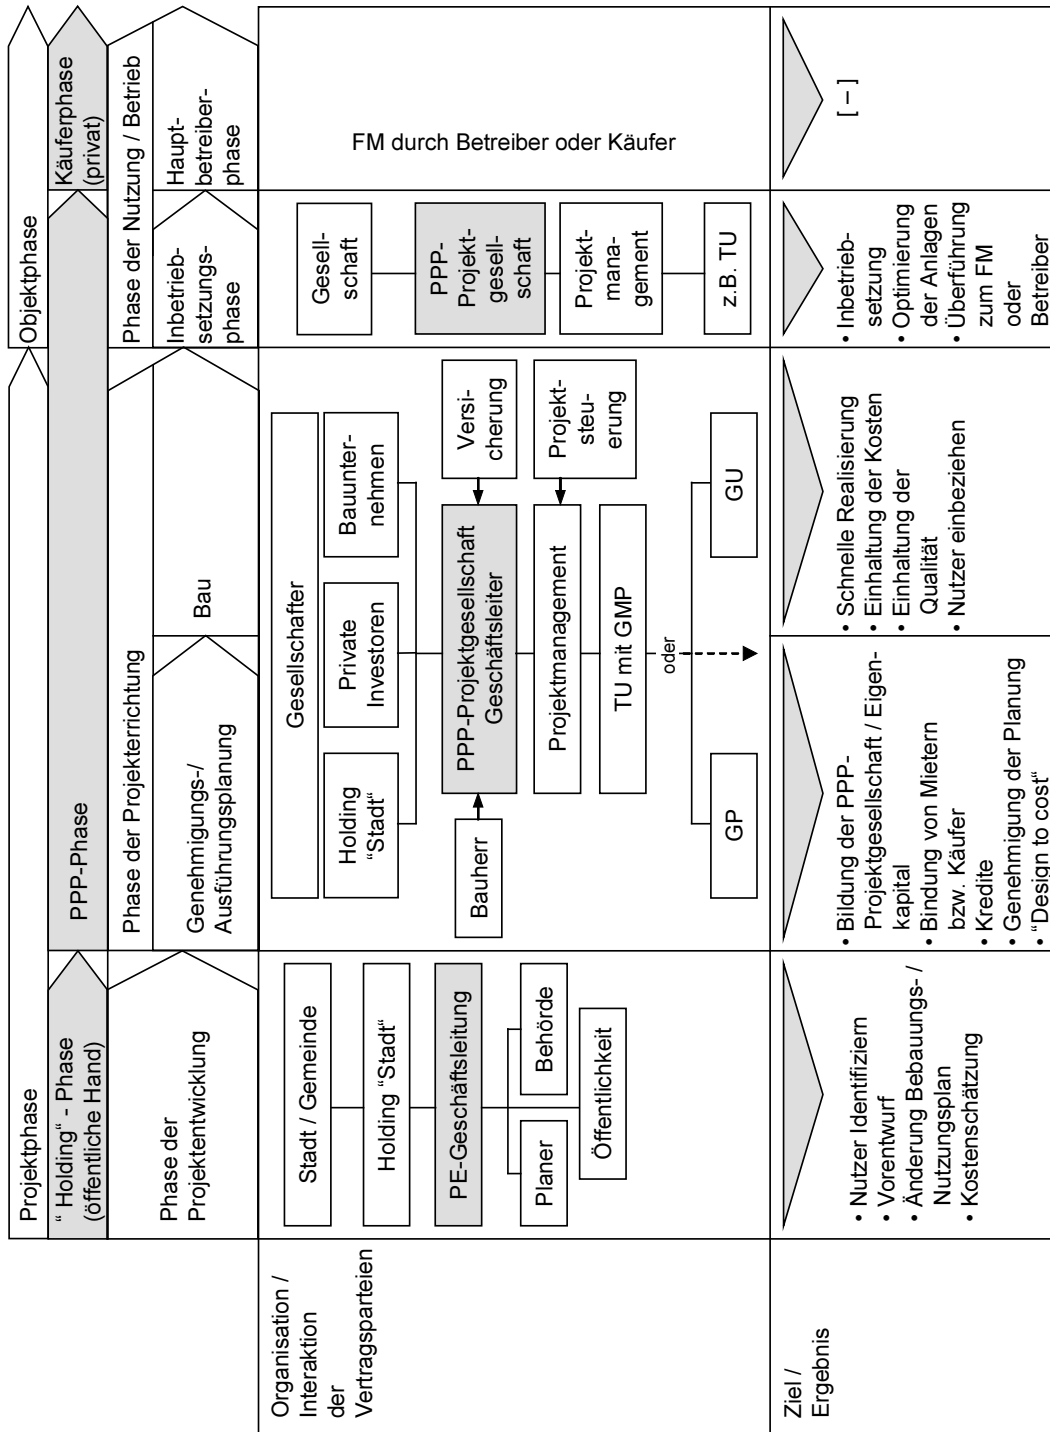 Projektphase
Objektphase
“ Holding“ - Phase
(öffentliche Hand)
PPP-Phase
Käuferphase
(privat)
Phase der
Projektentwicklung
Phase der Projekterrichtung
Phase der Nutzung / Betrieb
Genehmigungs-/
Ausführungsplanung
Bau
Inbetrieb-
setzungs-
phase
Haupt-
betreiber-
phase
Organisation /
Interaktion
der
Vertragsparteien
Stadt / Gemeinde
Holding “Stadt“
PE-Geschäftsleitung
Planer
Behörde
Öffentlichkeit
Gesellschafter
Holding
“Stadt“
Private
Investoren
Bauunter-
nehmen
Bauherr
PPP-Projektgesellschaft
Geschäftsleiter
Versi-
cherung
Projektmanagement
Projekt-
steu-
erung
TU mit GMP
oder
GP
GU
Gesell-
schaft
PPP-
Projekt-
gesell-
schaft
Projekt-
mana-
gement
z.B. TU
FM durch Betreiber oder Käufer
Ziel /
Ergebnis
• Nutzer Identifiziern
• Vorentwurf
• Änderung Bebauungs- /
Nutzungsplan
• Kostenschätzung
• Bildung der PPP-
Projektgesellschaft / Eigen-
kapital
• Bindung von Mietern
bzw. Käufer
• Kredite
• Genehmigung der Planung
• “Design to cost“
• Schnelle Realisierung
• Einhaltung der Kosten
• Einhaltung der
Qualität
• Nutzer einbeziehen
• Inbetrieb-
setzung
• Optimierung
der Anlagen
• Überführung
zum FM
oder
Betreiber
[ – ]